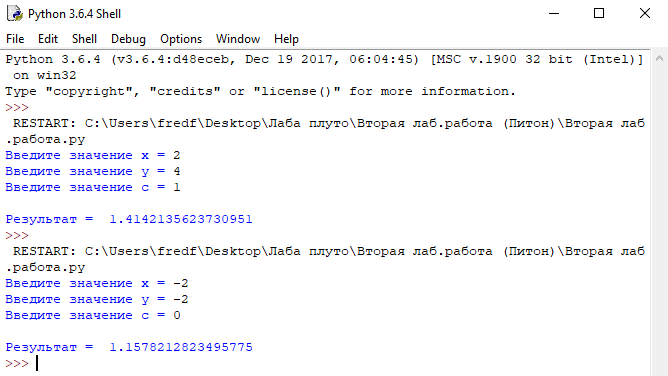 Python 3.6.4 Shell
File Edit Shell Debug Options Window Help
Python 3.6.4 (v3.6.4:d48eceb, Dec 19 2017, 06:04:45) [MSC v.1900 32 bit (Intel)]
on win32
Type "copyright", "credits" or "license()" for more information.
>>>
RESTART: C:\Users\fredf\Desktop\Лаба плуто\Вторая лаб.работа (Питон)\Вторая лаб
.работа.py
Введите значение x = 2
Введите значение y = 4
Введите значение c = 1
Результат =  1.4142135623730951
>>>
RESTART: C:\Users\fredf\Desktop\Лаба плуто\Вторая лаб.работа (Питон)\Вторая лаб
.работа.py
Введите значение x = -2
Введите значение y = -2
Введите значение c = 0
Результат =  1.1578212823495775
>>>